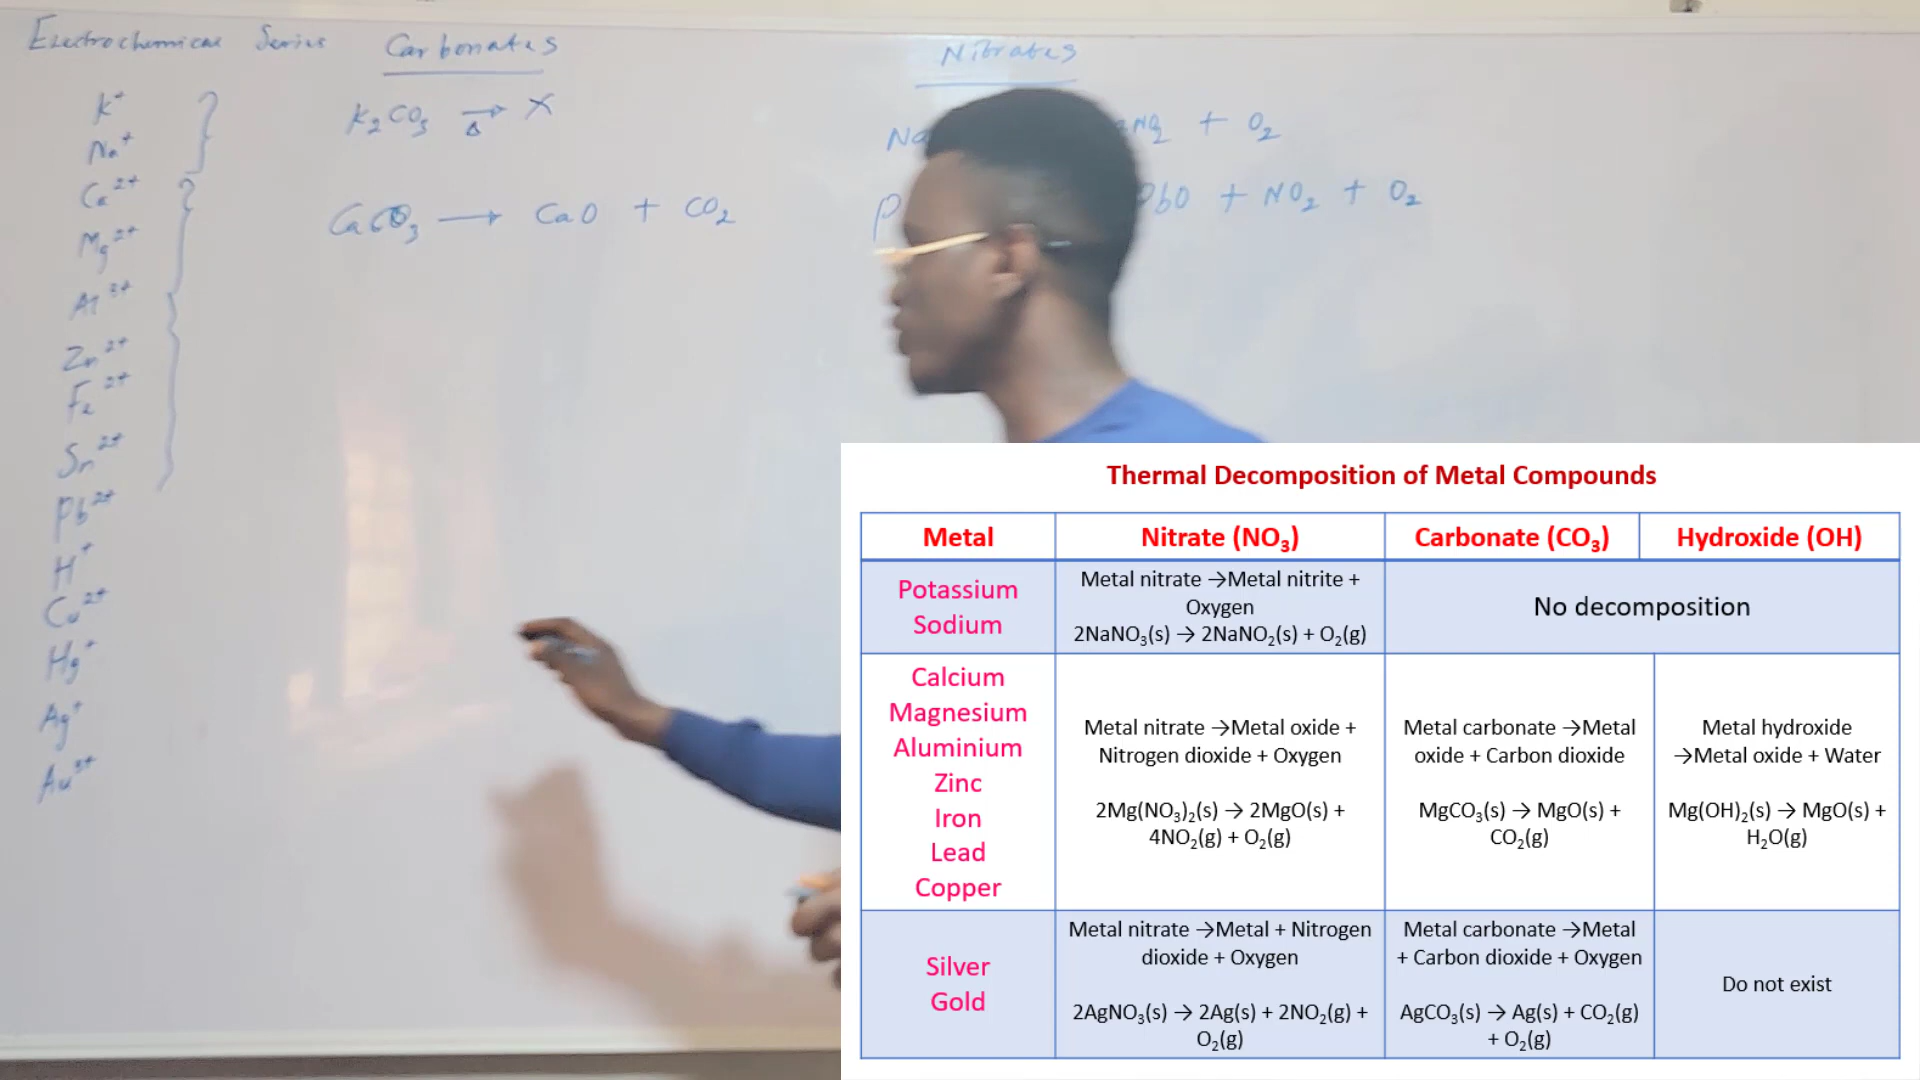 Electrochemical Series
K⁺
Na⁺
Ca²⁺
Mg²⁺
Al³⁺
Zn²⁺
Fe²⁺
Sn²⁺
Pb²⁺
H⁺
Cu²⁺
Hg⁺
Ag⁺
Au³⁺
Carbonates
K₂CO₃ →Δ X
CaCO₃ → CaO + CO₂
Nitrates
Na NO₂ + O₂
P PbO + NO₂ + O₂
Thermal Decomposition of Metal Compounds
Metal
Nitrate (NO₃)
Carbonate (CO₃)
Hydroxide (OH)
Potassium
Sodium
Metal nitrate →Metal nitrite +
Oxygen
2NaNO₃(s) → 2NaNO₂(s) + O₂(g)
No decomposition
Calcium
Magnesium
Aluminium
Zinc
Iron
Lead
Copper
Metal nitrate →Metal oxide +
Nitrogen dioxide + Oxygen
2Mg(NO₃)₂(s) → 2MgO(s) +
4NO₂(g) + O₂(g)
Metal carbonate →Metal
oxide + Carbon dioxide
MgCO₃(s) → MgO(s) +
CO₂(g)
Metal hydroxide
→Metal oxide + Water
Mg(OH)₂(s) → MgO(s) +
H₂O(g)
Silver
Gold
Metal nitrate →Metal + Nitrogen
dioxide + Oxygen
2AgNO₃(s) → 2Ag(s) + 2NO₂(g) +
O₂(g)
Metal carbonate →Metal
+ Carbon dioxide + Oxygen
AgCO₃(s) → Ag(s) + CO₂(g)
+ O₂(g)
Do not exist